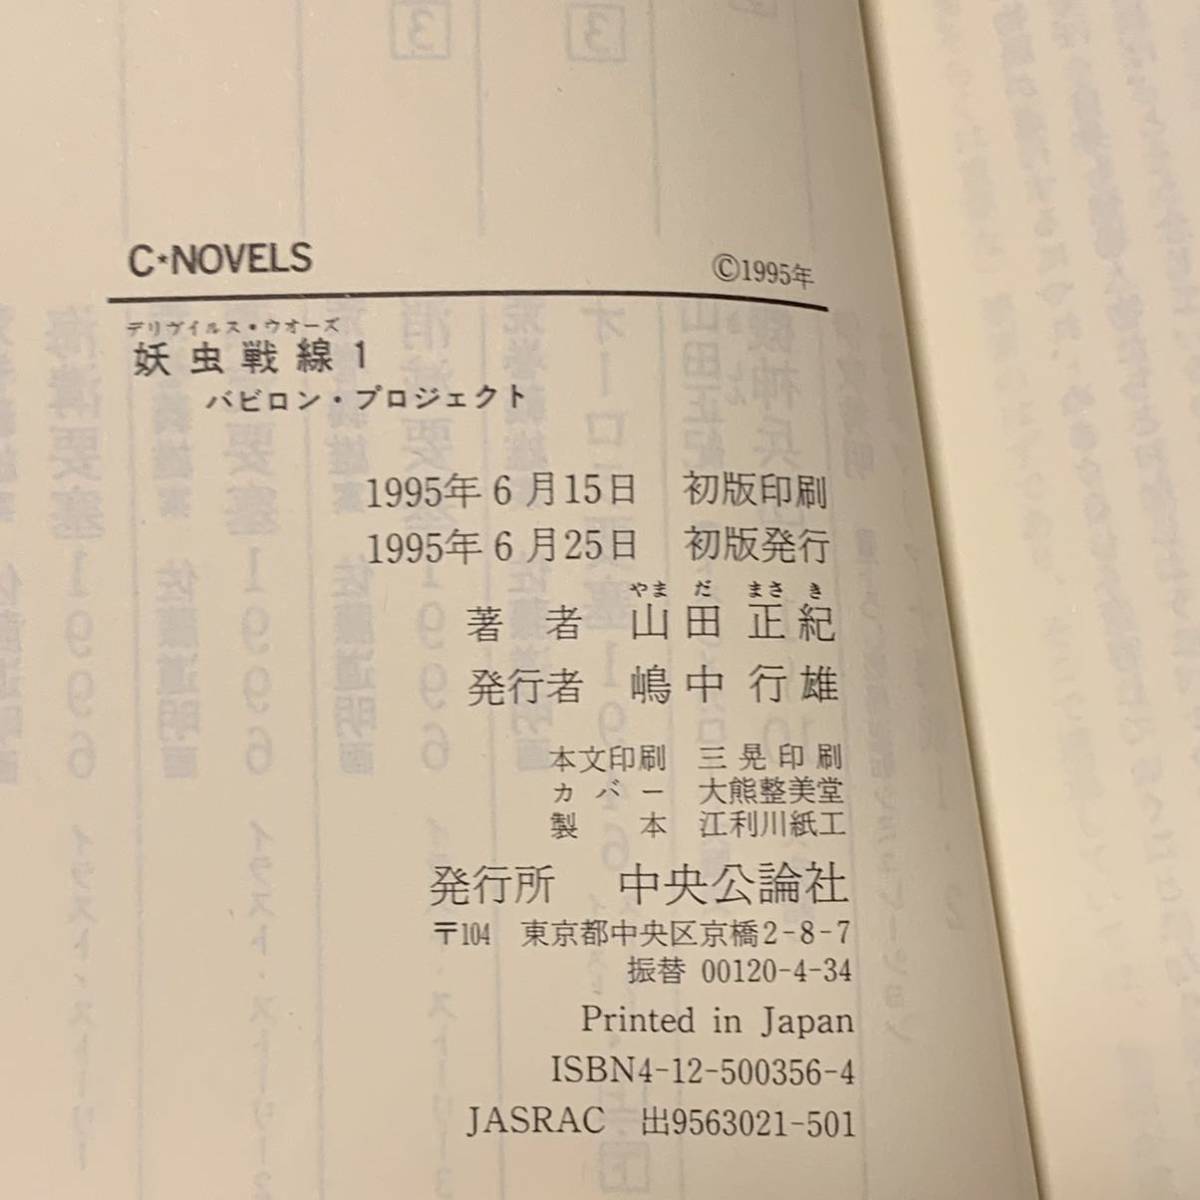 C★NOVELS ©1995年
デリヴイルス・ウオーズ
妖虫戦線 1
バビロン・プロジェクト
1995年6月15日 初版印刷
1995年6月25日 初版発行
やま だ まさ き
著者 山田正紀
発行者 嶋中行雄
本文印刷 三晃印刷
カバー 大熊整美堂
製本 江利川紙工
発行所 中央公論社
〒104 東京都中央区京橋2-8-7
振替 00120-4-34
Printed in Japan
ISBN4-12-500356-4
JASRAC 出9563021-501